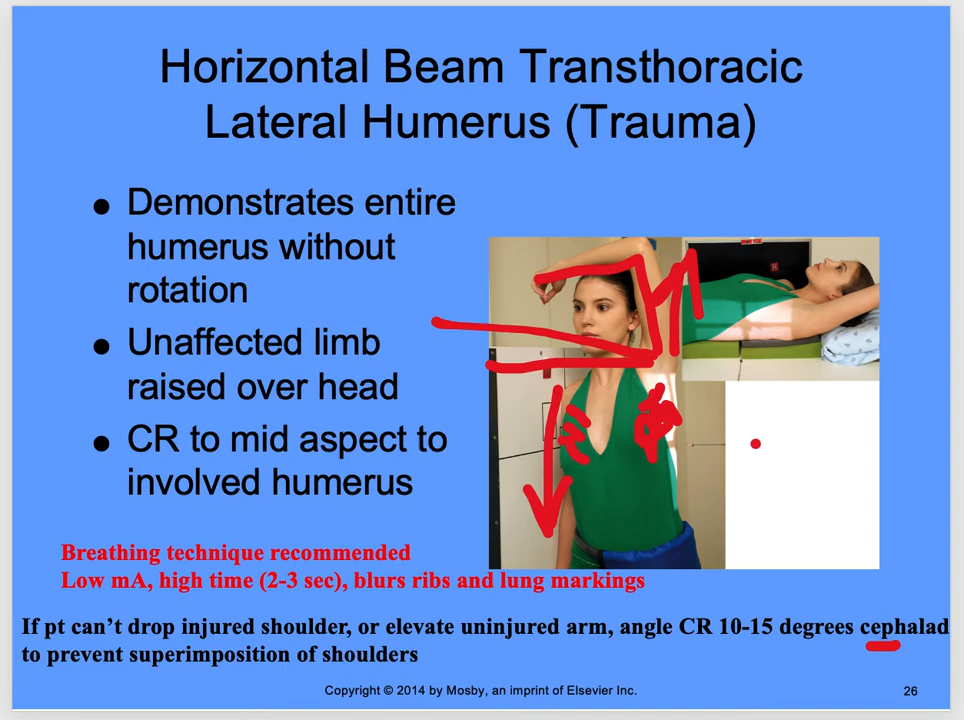 Horizontal Beam Transthoracic
Lateral Humerus (Trauma)
● Demonstrates entire
humerus without
rotation
● Unaffected limb
raised over head
● CR to mid aspect to
involved humerus
Breathing technique recommended
Low mA, high time (2-3 sec), blurs ribs and lung markings
If pt can’t drop injured shoulder, or elevate uninjured arm, angle CR 10-15 degrees cephalad
to prevent superimposition of shoulders
Copyright © 2014 by Mosby, an imprint of Elsevier Inc.
26